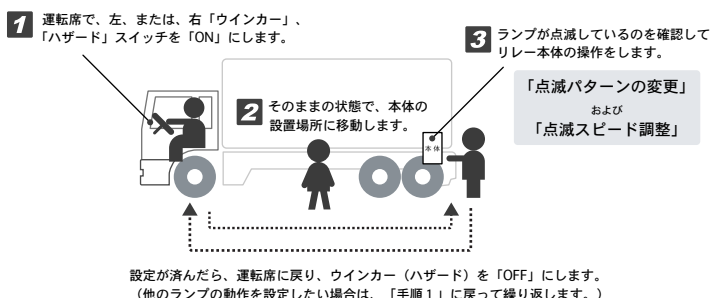 1 運転席で、左、または、右「ウインカー」、
「ハザード」スイッチを「ON」にします。
2 そのままの状態で、本体の
設置場所に移動します。
3 ランプが点滅しているのを確認して
リレー本体の操作をします。
「点滅パターンの変更」
および
「点滅スピード調整」
本体
設定が済んだら、運転席に戻り、ウインカー（ハザード）を「OFF」にします。
（他のランプの動作を設定したい場合は、「手順１」に戻って繰り返します。）